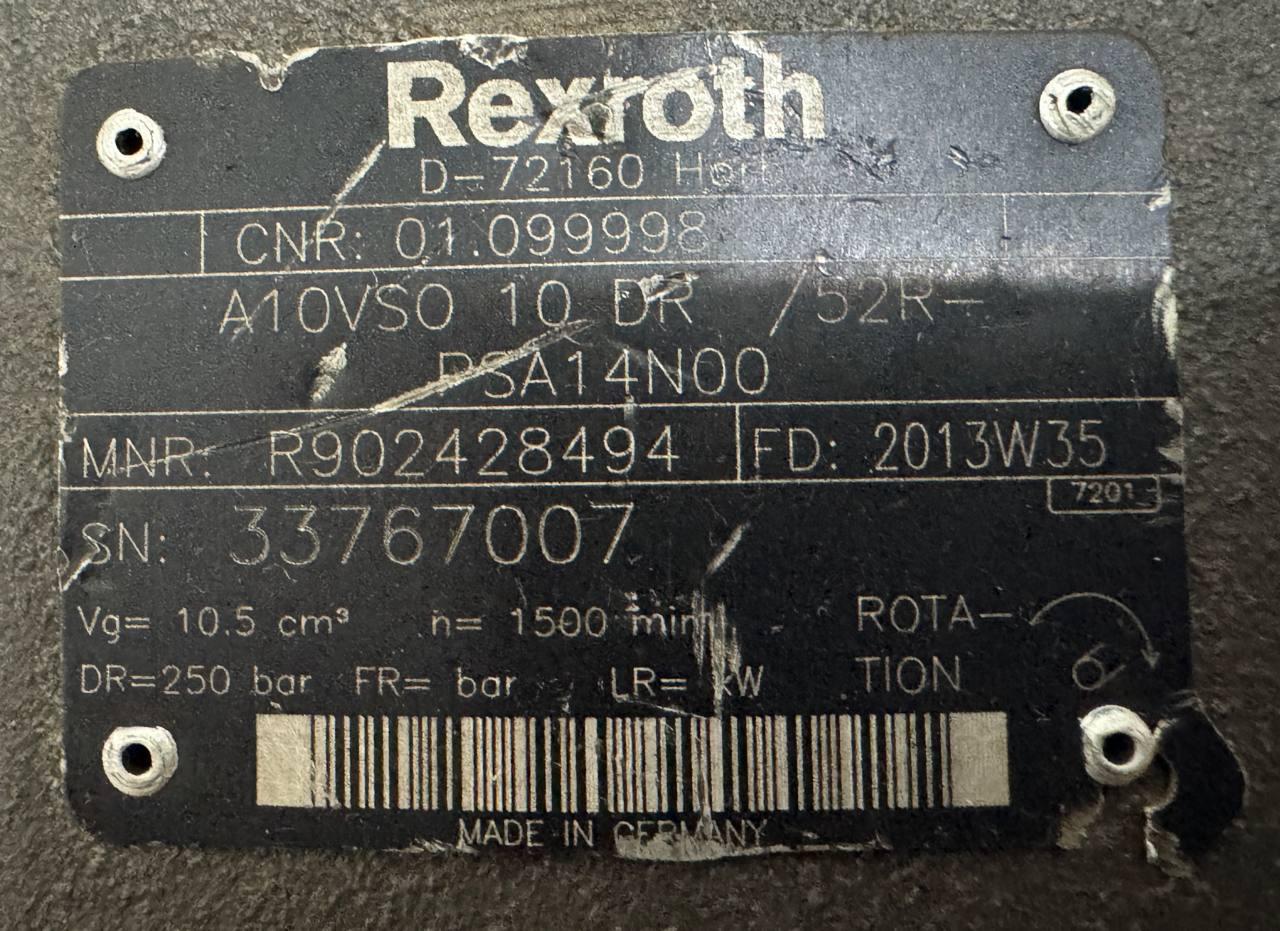 Rexroth
D-72160 Horb
CNR: 01.099998
A10VSO 10 DR /52R-
PSA14N00
MNR: R902428494 FD: 2013W35
7201
SN: 33767007
Vg= 10.5 cm³ n= 1500 min
ROTA-
DR=250 bar FR= bar LR= kW
TION
MADE IN GERMANY